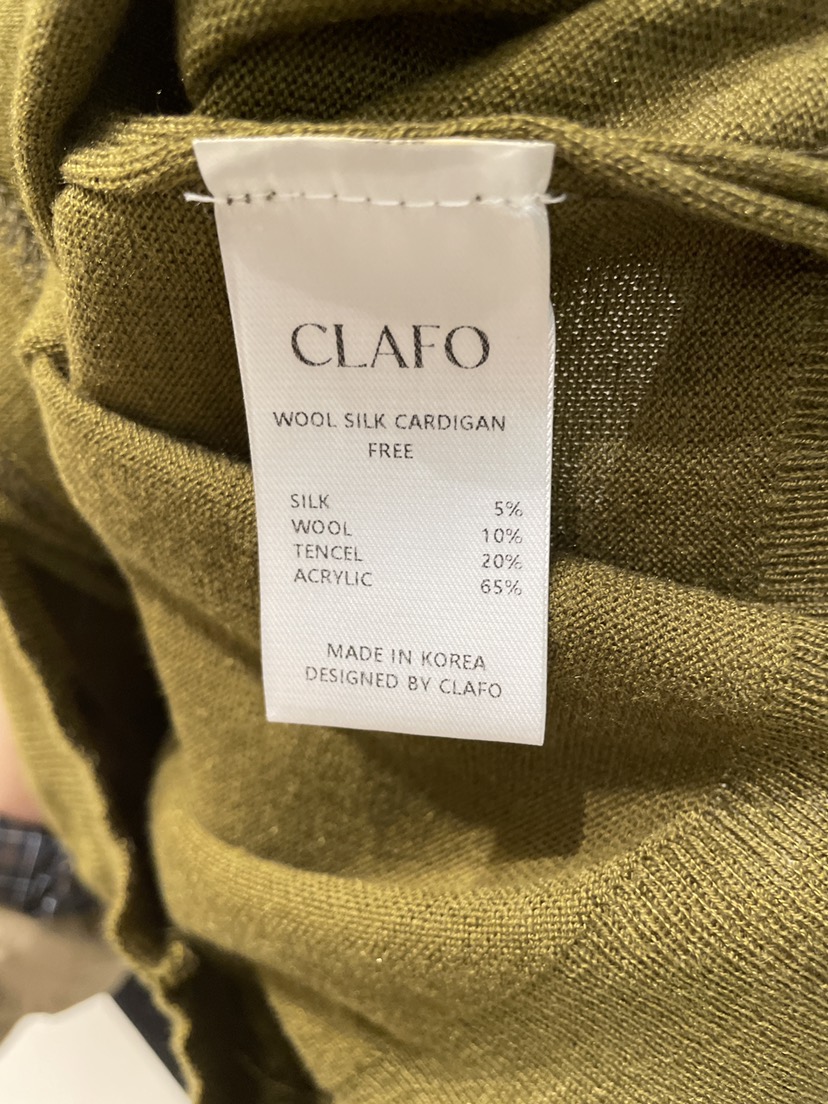 CLAFO
WOOL SILK CARDIGAN
FREE
SILK 5%
WOOL 10%
TENCEL 20%
ACRYLIC 65%
MADE IN KOREA
DESIGNED BY CLAFO